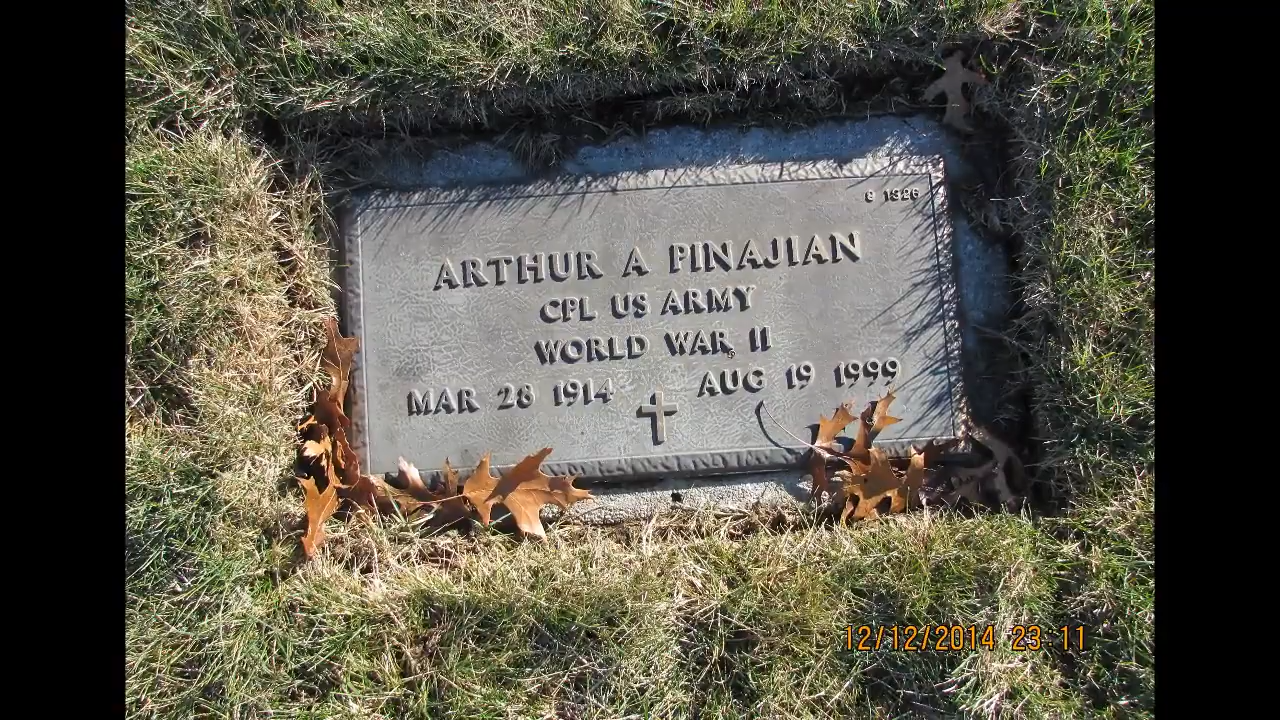 S 1326
ARTHUR A PINAJIAN
CPL US ARMY
WORLD WAR II
MAR 28 1914 AUG 19 1999
12/12/2014 23 11